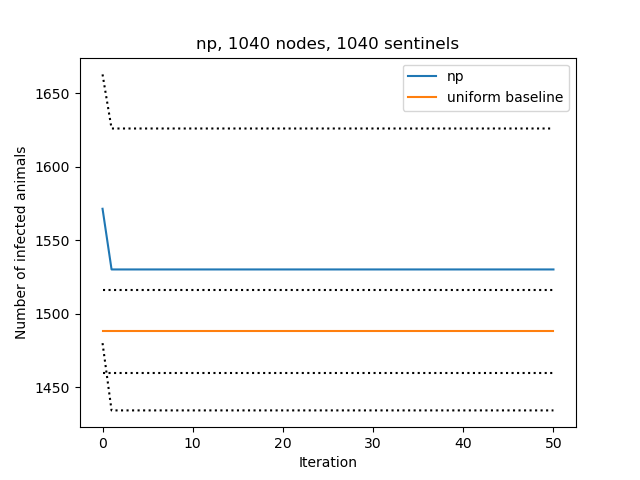 np, 1040 nodes, 1040 sentinels
np
uniform baseline
Number of infected animals
1650
1600
1550
1500
1450
0 10 20 30 40 50
Iteration